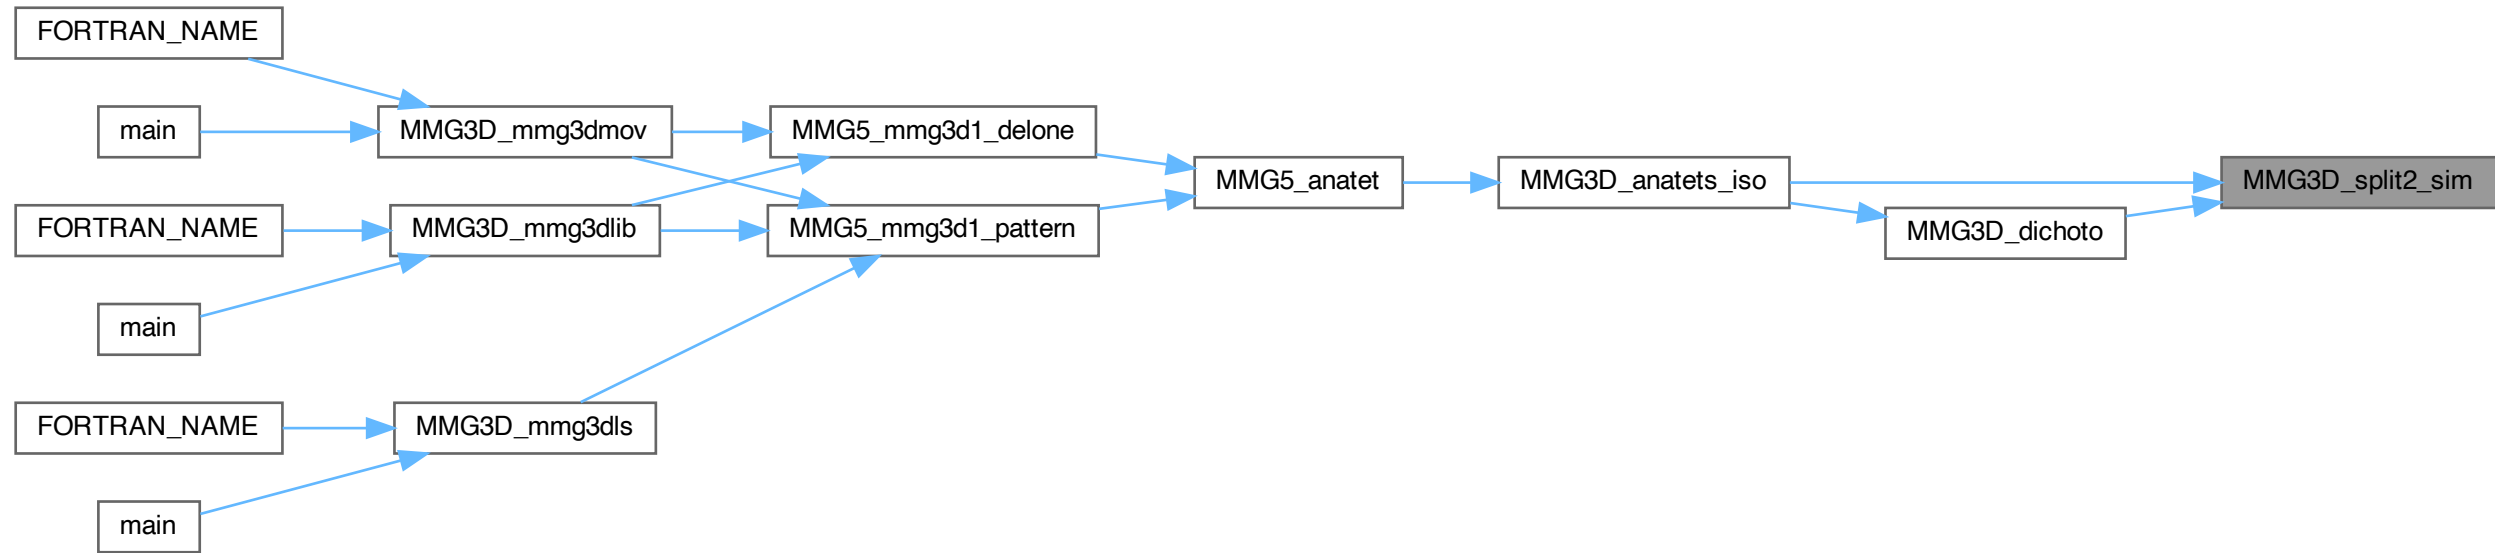 FORTRAN_NAME
main
MMG3D_mmg3dmov
MMG5_mmg3d1_delone
MMG5_anatet
MMG3D_anatets_iso
MMG3D_split2_sim
FORTRAN_NAME
MMG3D_mmg3dlib
MMG5_mmg3d1_pattern
MMG3D_dichoto
main
FORTRAN_NAME
MMG3D_mmg3dls
main